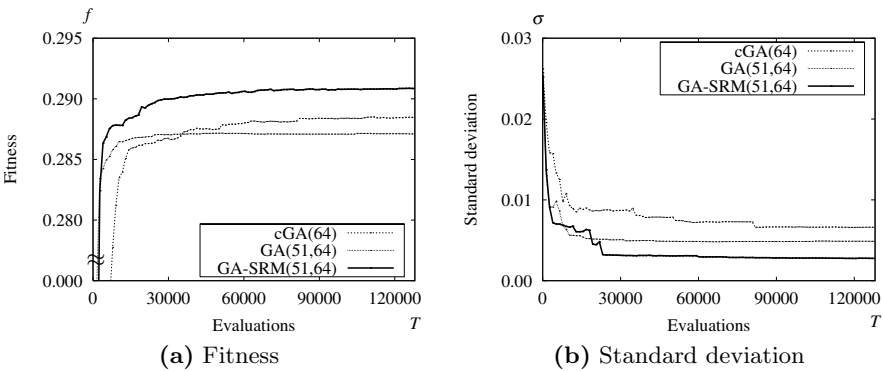 f
0.295
0.290
0.285
0.280
0.000
Fitness
cGA(64)
GA(51,64)
GA-SRM(51,64)
0 30000 60000 90000 120000
Evaluations T
(a) Fitness
σ
0.03
0.02
0.01
0.00
Standard deviation
cGA(64)
GA(51,64)
GA-SRM(51,64)
0 30000 60000 90000 120000
Evaluations T
(b) Standard deviation